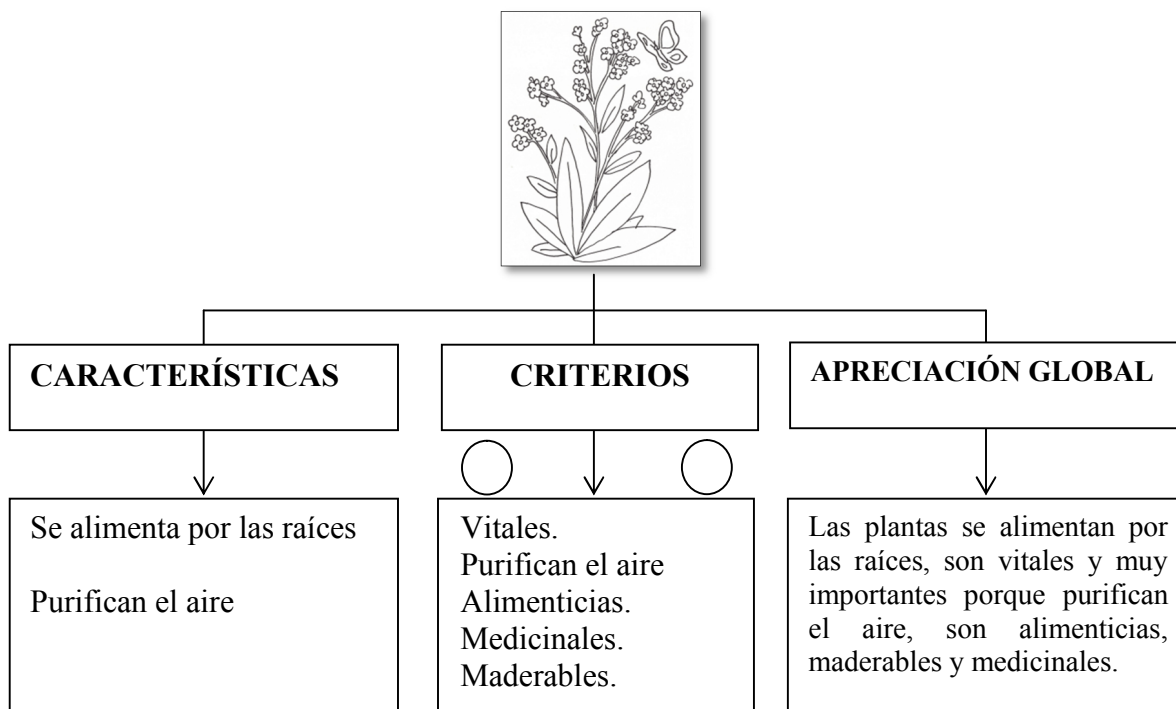 CARACTERÍSTICAS
Se alimenta por las raíces
Purifican el aire
CRITERIOS
Vitales.
Purifican el aire
Alimenticias.
Medicinales.
Maderables.
APRECIACIÓN GLOBAL
Las plantas se alimentan por
las raíces, son vitales y muy
importantes porque purifican
el aire, son alimenticias,
maderables y medicinales.